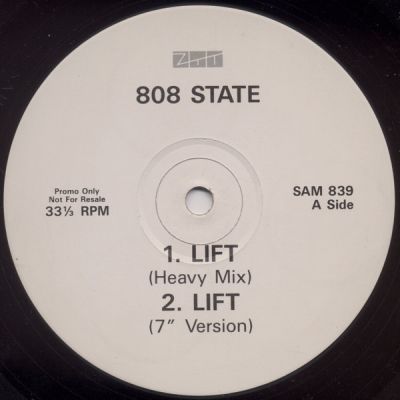 ZTT
808 STATE
Promo Only
Not For Resale
33⅓ RPM
SAM 839
A Side
1. LIFT
(Heavy Mix)
2. LIFT
(7" Version)